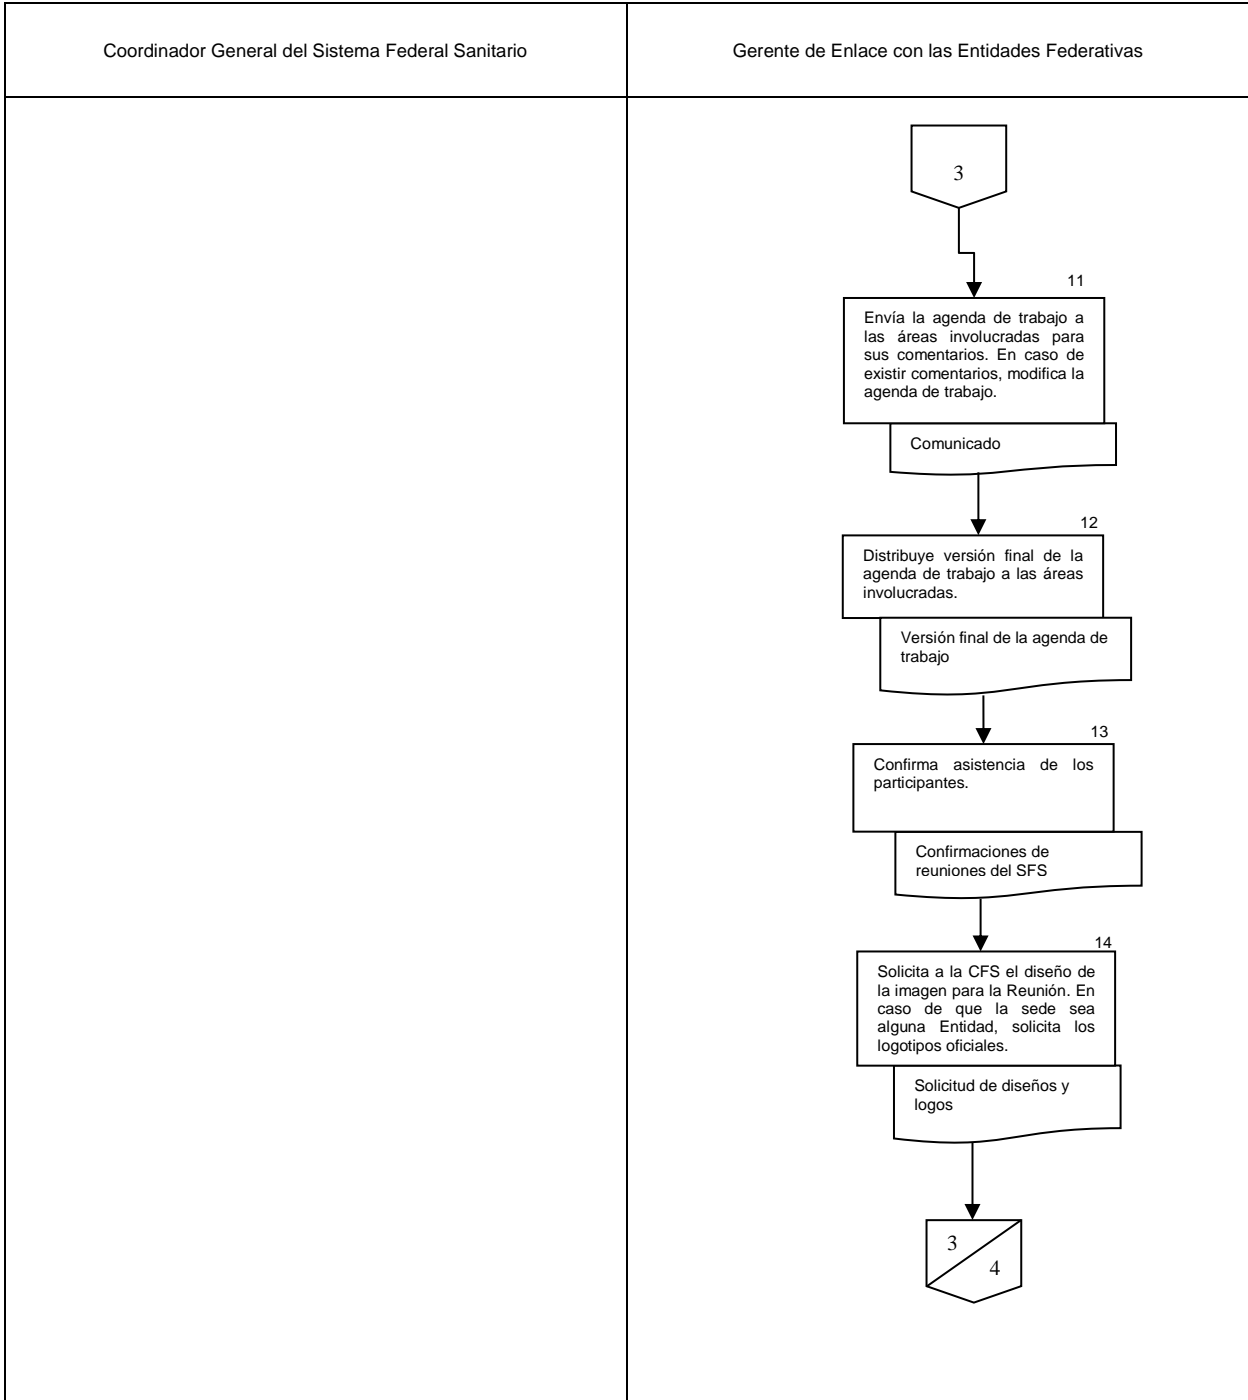 Coordinador General del Sistema Federal Sanitario
Gerente de Enlace con las Entidades Federativas
3
11
Envía la agenda de trabajo a
las áreas involucradas para
sus comentarios. En caso de
existir comentarios, modifica la
agenda de trabajo.
Comunicado
12
Distribuye versión final de la
agenda de trabajo a las áreas
involucradas.
Versión final de la agenda de
trabajo
13
Confirma asistencia de los
participantes.
Confirmaciones de
reuniones del SFS
14
Solicita a la CFS el diseño de
la imagen para la Reunión. En
caso de que la sede sea
alguna Entidad, solicita los
logotipos oficiales.
Solicitud de diseños y
logos
3
4